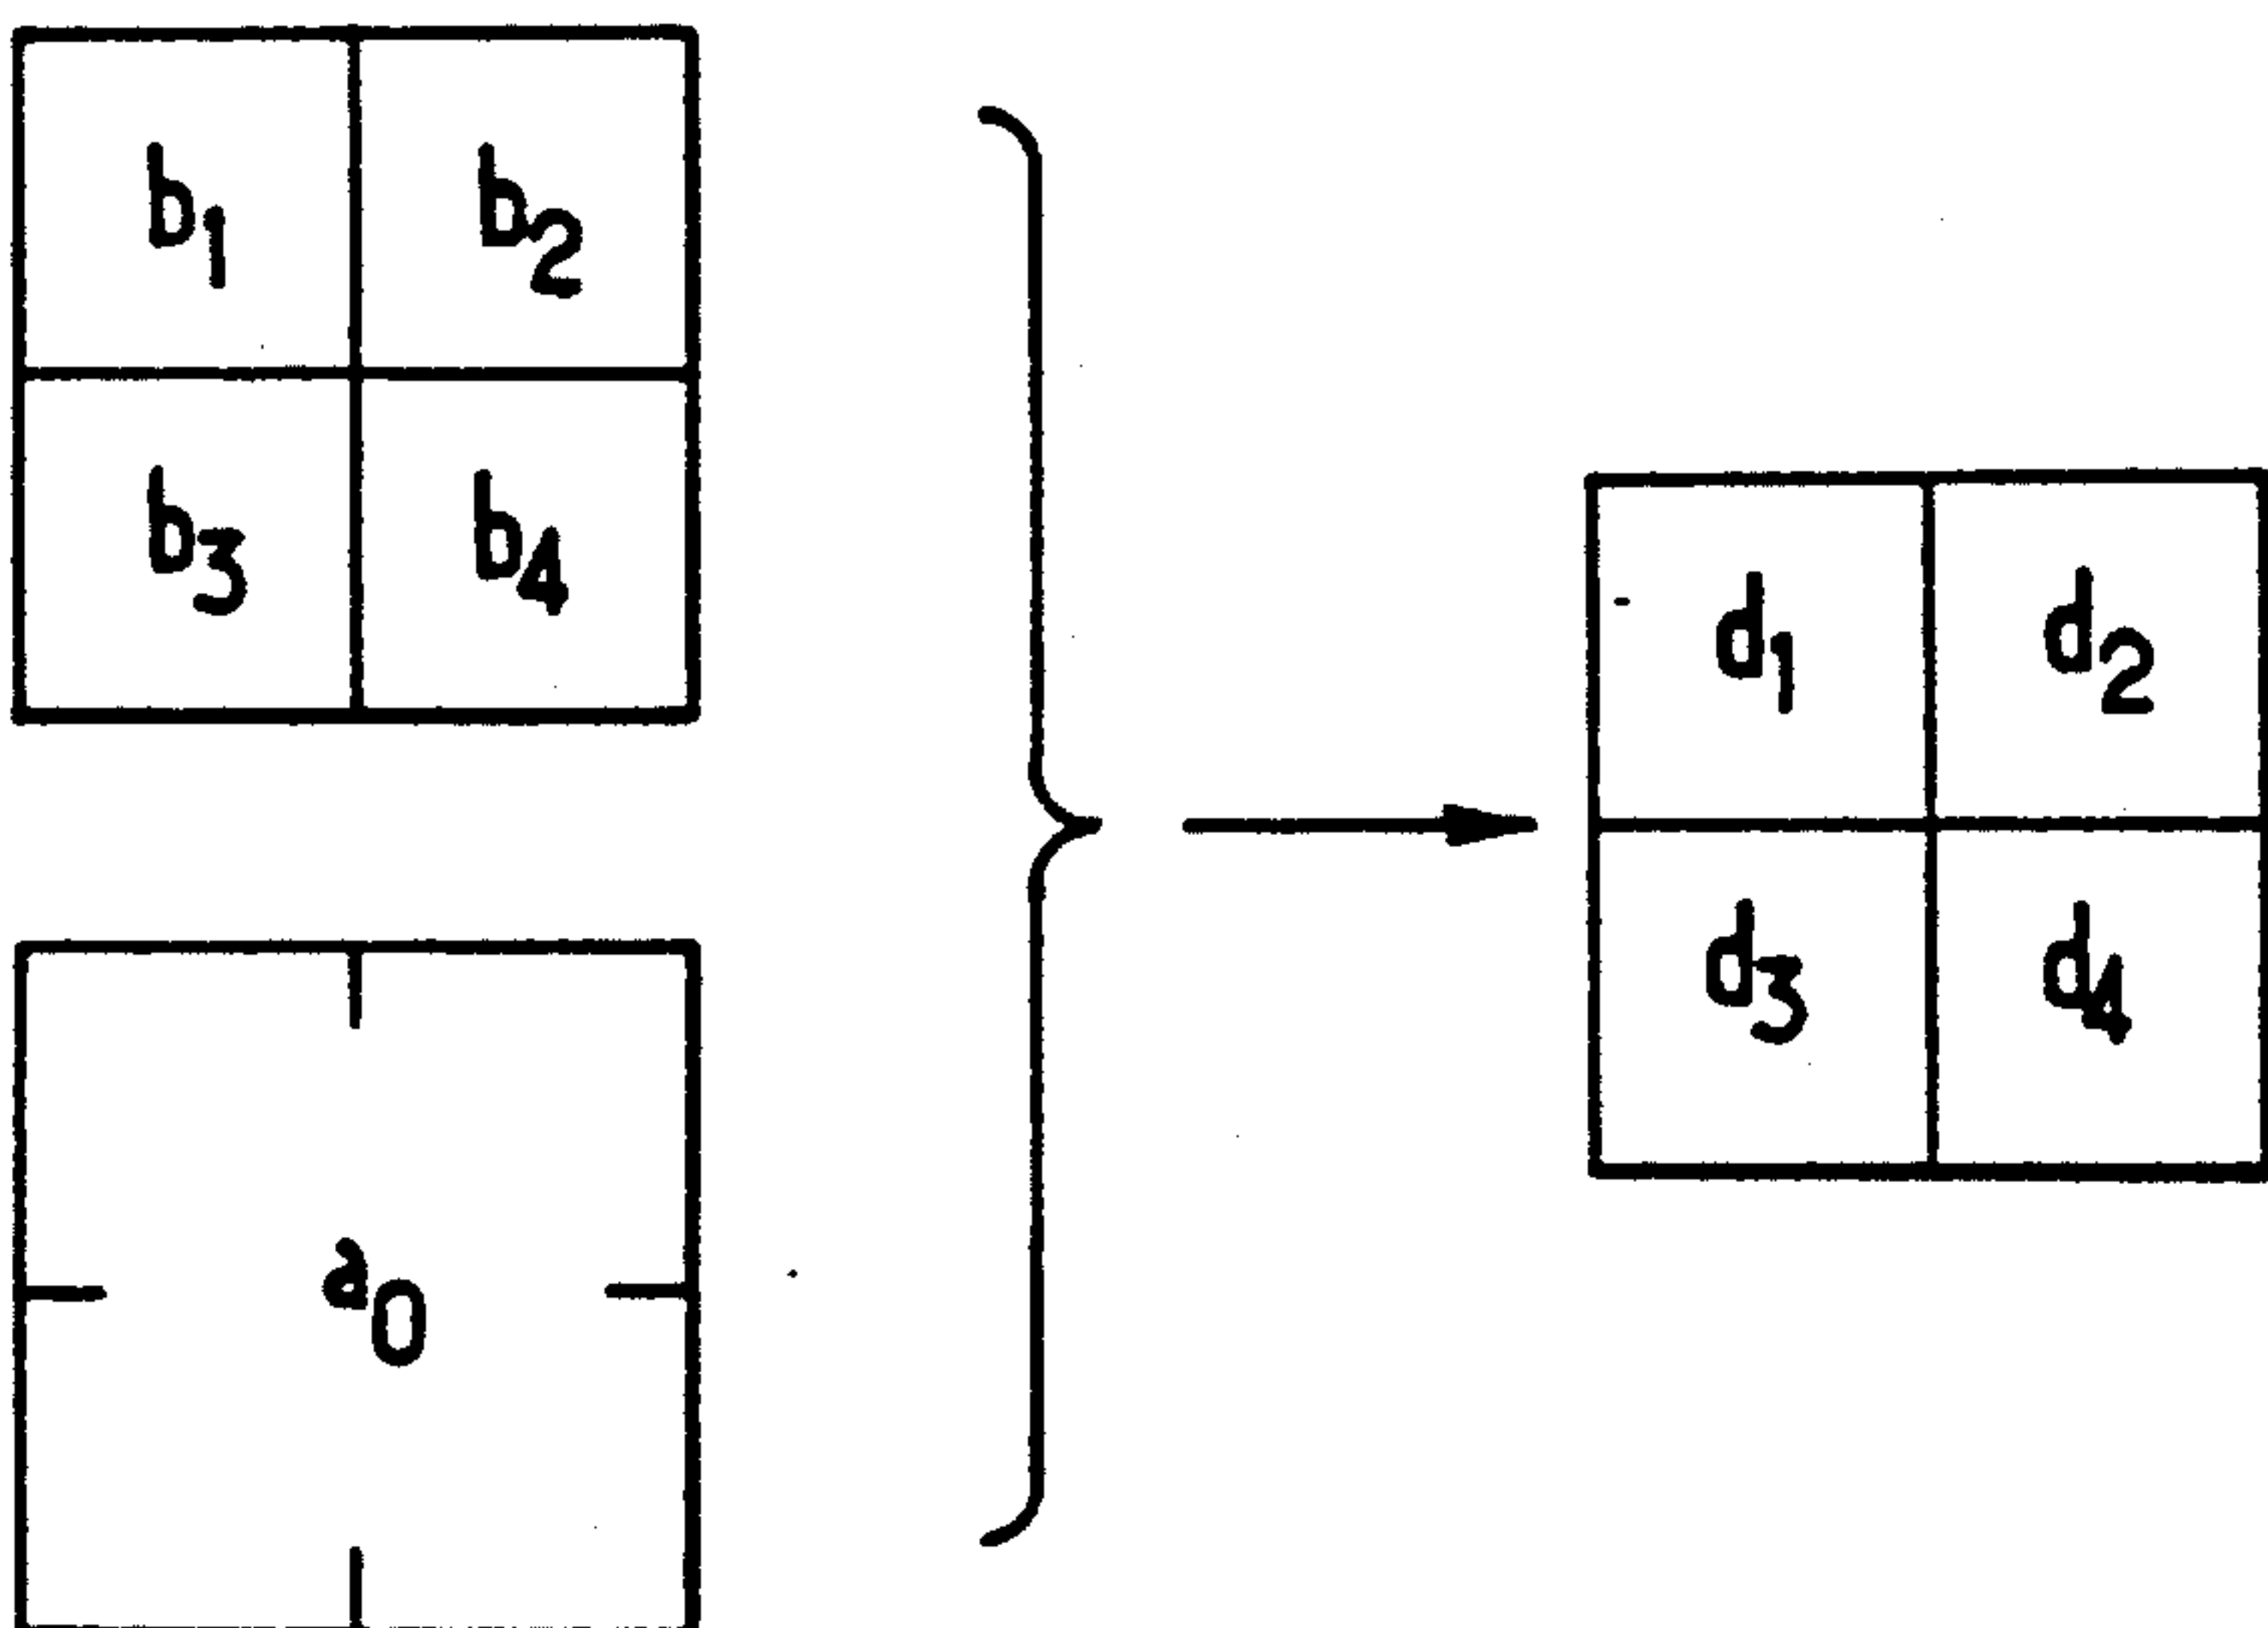 b₁ b₂
b₃ b₄
a₀
d₁ d₂
d₃ d₄